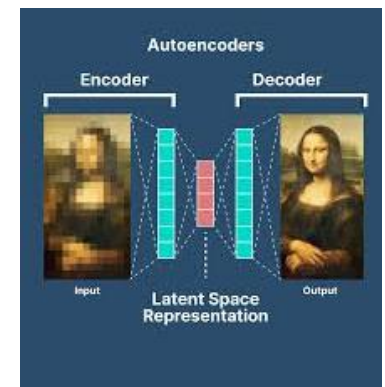 Autoencoders
Encoder
Decoder
Input
Output
Latent Space
Representation